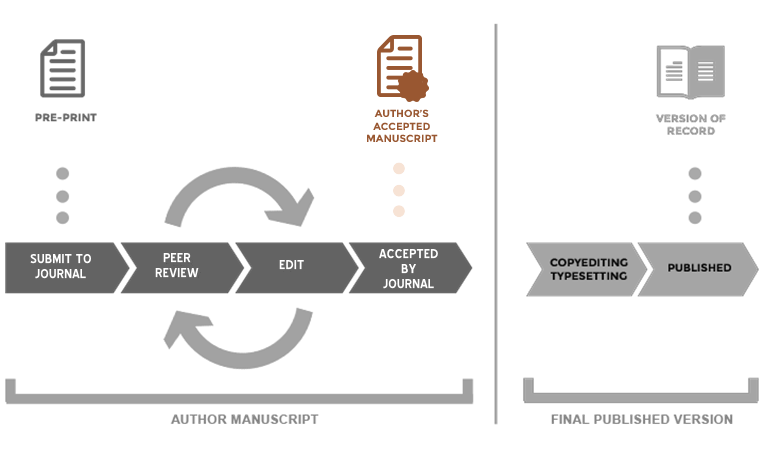 PRE-PRINT
AUTHOR'S
ACCEPTED
MANUSCRIPT
VERSION OF
RECORD
SUBMIT TO
JOURNAL
PEER
REVIEW
EDIT
ACCEPTED
BY
JOURNAL
COPYEDITING
TYPESETTING
PUBLISHED
AUTHOR MANUSCRIPT
FINAL PUBLISHED VERSION